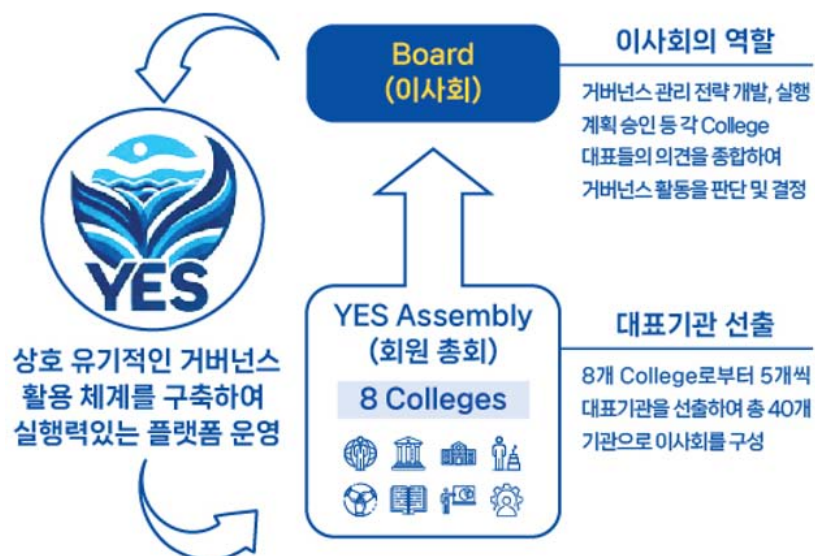 Board
(이사회)
이사회의 역할
거버넌스 관리 전략 개발, 실행
계획 승인 등 각 College
대표들의 의견을 종합하여
거버넌스 활동을 판단 및 결정
YES
상호 유기적인 거버넌스
활용 체계를 구축하여
실행력있는 플랫폼 운영
YES Assembly
(회원 총회)
8 Colleges
대표기관 선출
8개 College로부터 5개씩
대표기관을 선출하여 총 40개
기관으로 이사회를 구성